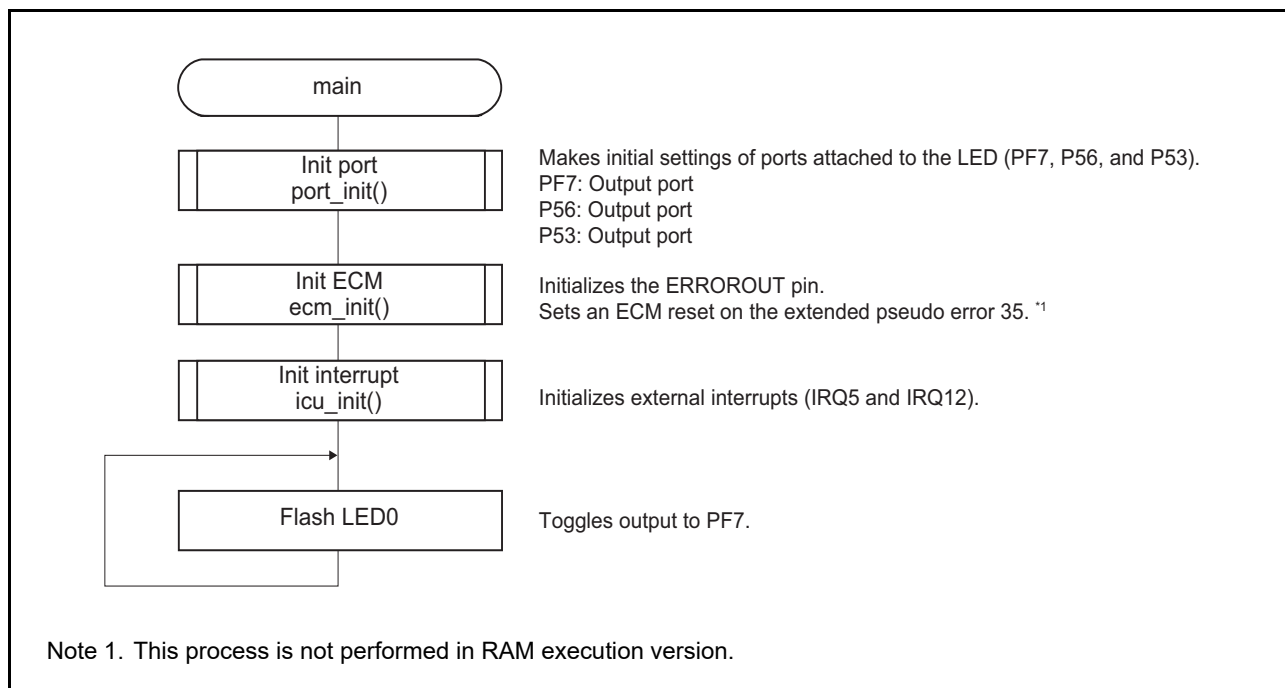 main
Init port
port_init()
Makes initial settings of ports attached to the LED (PF7, P56, and P53).
PF7: Output port
P56: Output port
P53: Output port
Init ECM
ecm_init()
Initializes the ERROROUT pin.
Sets an ECM reset on the extended pseudo error 35. *1
Init interrupt
icu_init()
Initializes external interrupts (IRQ5 and IRQ12).
Flash LED0
Toggles output to PF7.
Note 1. This process is not performed in RAM execution version.